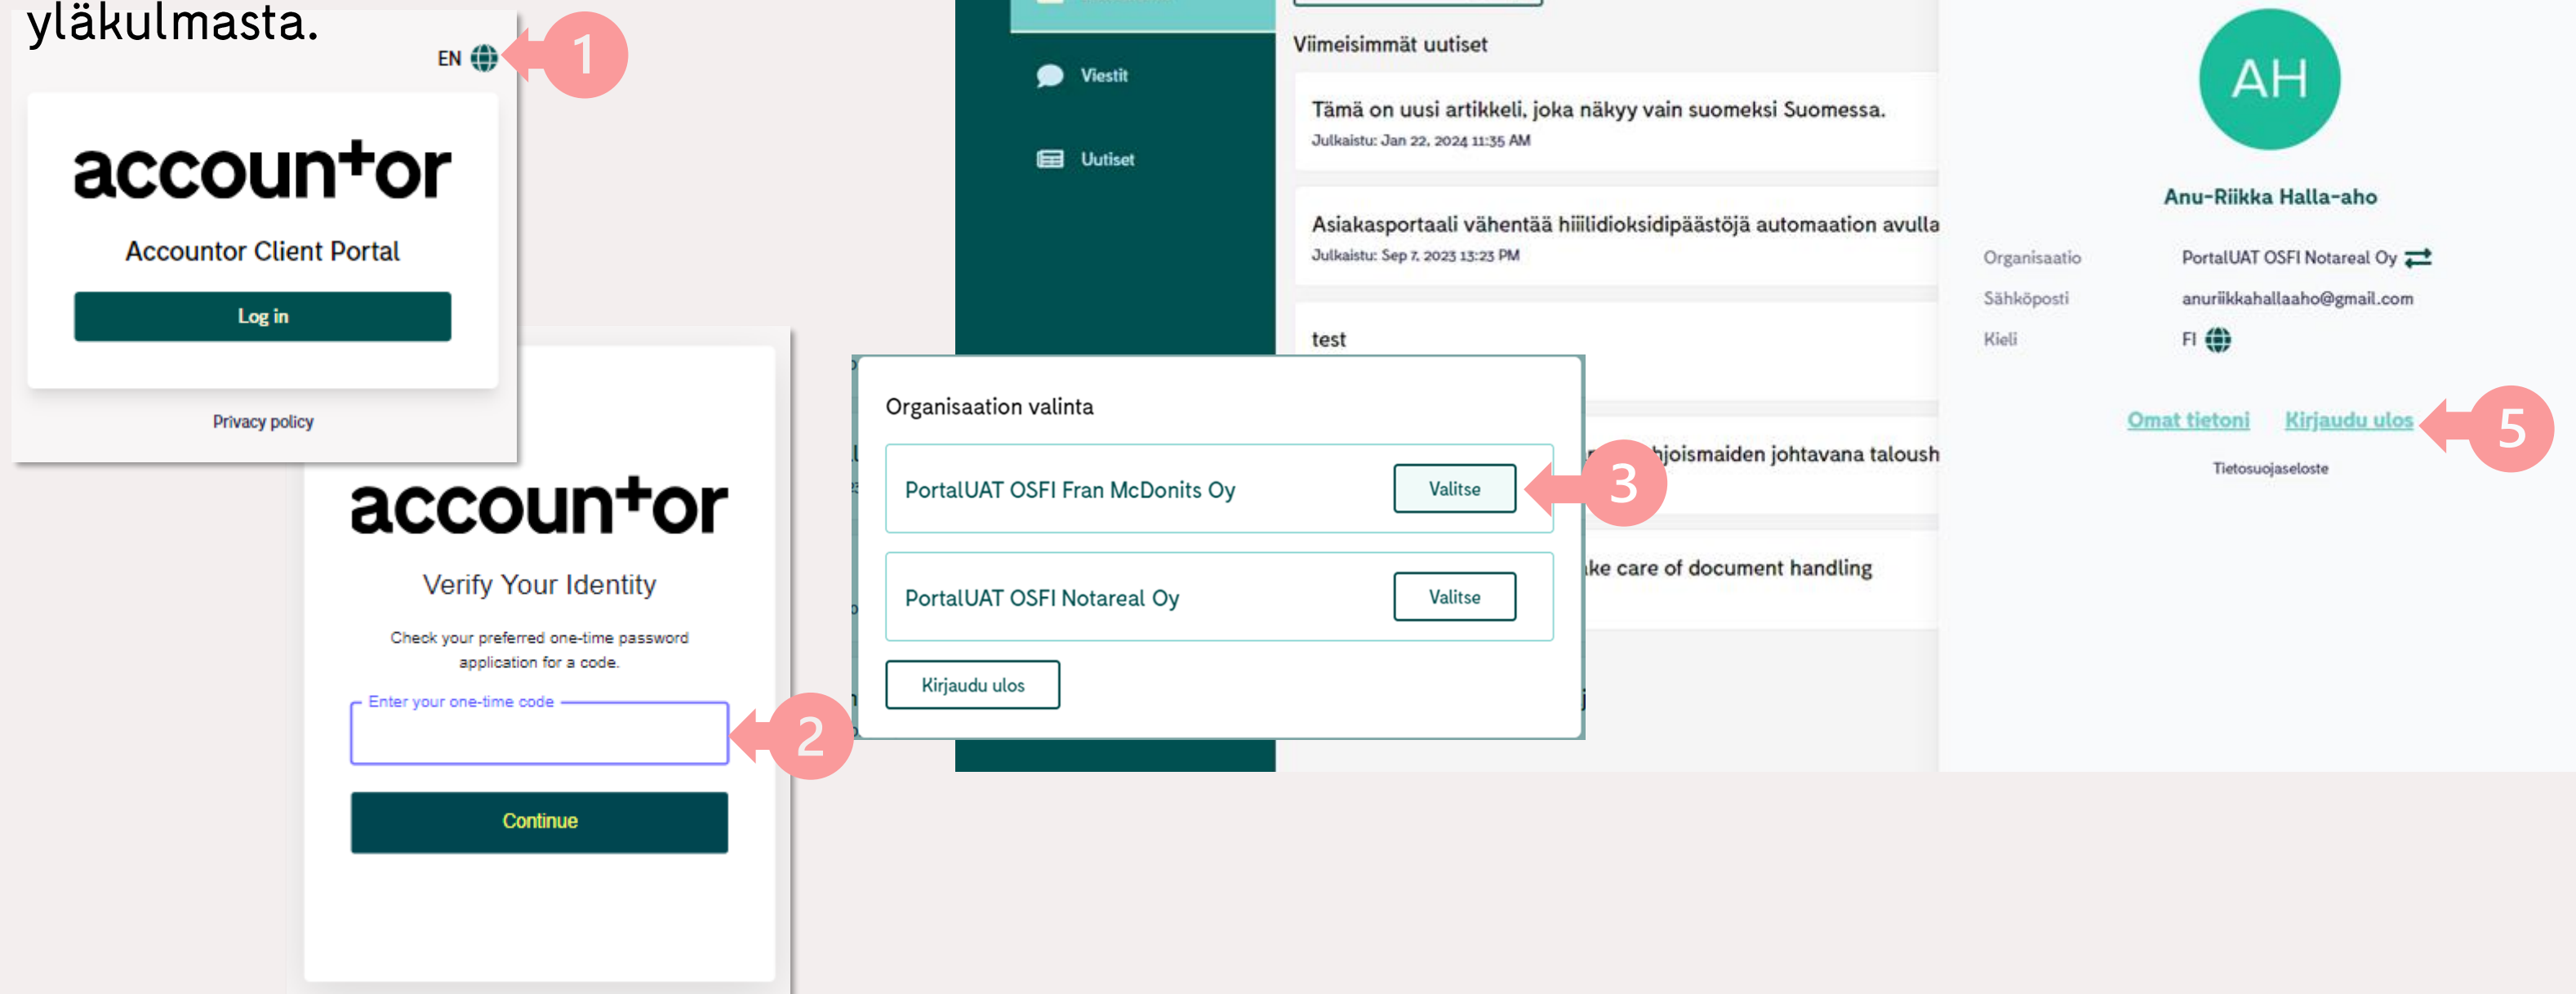 yläkulmasta.
EN
1
accountor
Accountor Client Portal
Log in
Privacy policy
accountor
Verify Your Identity
Check your preferred one-time password
application for a code.
Enter your one-time code
2
Continue
Viestit
Uutiset
Viimeisimmät uutiset
Tämä on uusi artikkeli, joka näkyy vain suomeksi Suomessa.
Julkaistu: Jan 22, 2024 11:35 AM
Asiakasportaali vähentää hiiilidioksidipäästöjä automaation avulla
Julkaistu: Sep 7, 2023 13:23 PM
test
hjoismaiden johtavana taloush
ke care of document handling
Organisaation valinta
PortalUAT OSFI Fran McDonits Oy
Valitse
3
PortalUAT OSFI Notareal Oy
Valitse
Kirjaudu ulos
AH
Anu-Riikka Halla-aho
Organisaatio PortalUAT OSFI Notareal Oy
Sähköposti anuriikkahallaaho@gmail.com
Kieli FI
Omat tietoni Kirjaudu ulos
5
Tietosuojaseloste